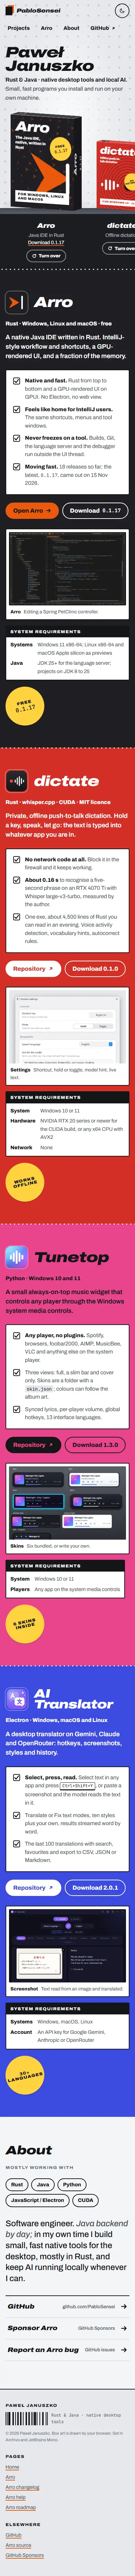 PabloSensei
Projects Arro About GitHub ↗
Paweł
Januszko
Rust & Java · native desktop tools and local AI.
Small, fast programs you install and run on your
own machine.
Arro
The Java IDE,
written in
Rust
FREE
0.1.17
FOR WINDOWS, LINUX
AND MACOS
Arro
Java IDE in Rust
Download 0.1.17
Turn over
dictate
Offline dictatio
Turn ove
Arro
Rust · Windows, Linux and macOS · free
A native Java IDE written in Rust. IntelliJ-
style workflow and shortcuts, a GPU-
rendered UI, and a fraction of the memory.
Native and fast. Rust from top to
bottom and a GPU-rendered UI on
GPUI. No Electron, no web view.
Feels like home for IntelliJ users.
The same shortcuts, menus and tool
windows.
Never freezes on a tool. Builds, Git,
the language server and the debugger
run outside the UI thread.
Moving fast. 18 releases so far; the
latest, 0.1.17, came out on 15 Nov
2026.
Open Arro →
Download 0.1.17
Arro Editing a Spring PetClinic controller.
SYSTEM REQUIREMENTS
Systems Windows 11 x86-64; Linux x86-64 and
macOS Apple silicon as previews
Java JDK 25+ for the language server;
projects on JDK 8 to 25
FREE
0.1.17
dictate
Rust · whisper.cpp · CUDA · MIT licence
Private, offline push-to-talk dictation. Hold
a key, speak, let go: the text is typed into
whatever app you are in.
No network code at all. Block it in the
firewall and it keeps working.
About 0.18 s to recognise a five-
second phrase on an RTX 4070 Ti with
Whisper large-v3-turbo, measured by
the author.
One exe, about 4,500 lines of Rust you
can read in an evening. Voice activity
detection, vocabulary, autocorrect
rules.
Repository ↗
Download 0.1.0
Settings Shortcut, hold or toggle, model, hint, live
text.
SYSTEM REQUIREMENTS
System Windows 10 or 11
Hardware NVIDIA RTX 20-series or newer for
the CUDA build; or any x64 CPU with
AVX2
Network None
WORKS
OFFLINE
Tunetop
Python · Windows 10 and 11
A small always-on-top music widget that
controls any player through the Windows
system media controls.
Any player, no plugins. Spotify,
browsers, foobar2000, AIMP, MusicBee,
VLC and anything else on the system
player.
Three views: full, a slim bar and cover
only. Skins are a folder with a
skin.json, colours can follow the
album art.
Synced lyrics, per-player volume, global
hotkeys, 13 interface languages.
Repository ↗
Download 1.3.0
Skins Six bundled, or write your own.
SYSTEM REQUIREMENTS
System Windows 10 or 11
Players Any app on the system media controls
6 SKINS
INSIDE
AI
Translator
Electron · Windows, macOS and Linux
A desktop translator on Gemini, Claude
and OpenRouter: hotkeys, screenshots,
styles and history.
Select, press, read. Select text in any
app and press Ctrl+Shift+Y, or paste a
screenshot and the model reads the text
in it.
Translate or Fix text modes, ten styles
plus your own, results streamed word by
word.
The last 100 translations with search,
favourites and export to CSV, JSON or
Markdown.
Repository ↗
Download 2.0.1
Screenshot Text read from an image and translated.
SYSTEM REQUIREMENTS
Systems Windows, macOS, Linux
Account An API key for Google Gemini,
Anthropic or OpenRouter
30+
LANGUAGES
About
MOSTLY WORKING WITH
Rust Java Python
JavaScript / Electron CUDA
Software engineer. Java backend
by day; in my own time I build
small, fast native tools for the
desktop, mostly in Rust, and
keep AI running locally whenever
I can.
GitHub github.com/PabloSensei →
Sponsor Arro GitHub Sponsors →
Report an Arro bug GitHub issues →
PAWEŁ JANUSZKO
Rust & Java · native desktop
tools
PAGES
Home
Arro
Arro changelog
Arro help
Arro roadmap
ELSEWHERE
GitHub
Arro source
GitHub Sponsors